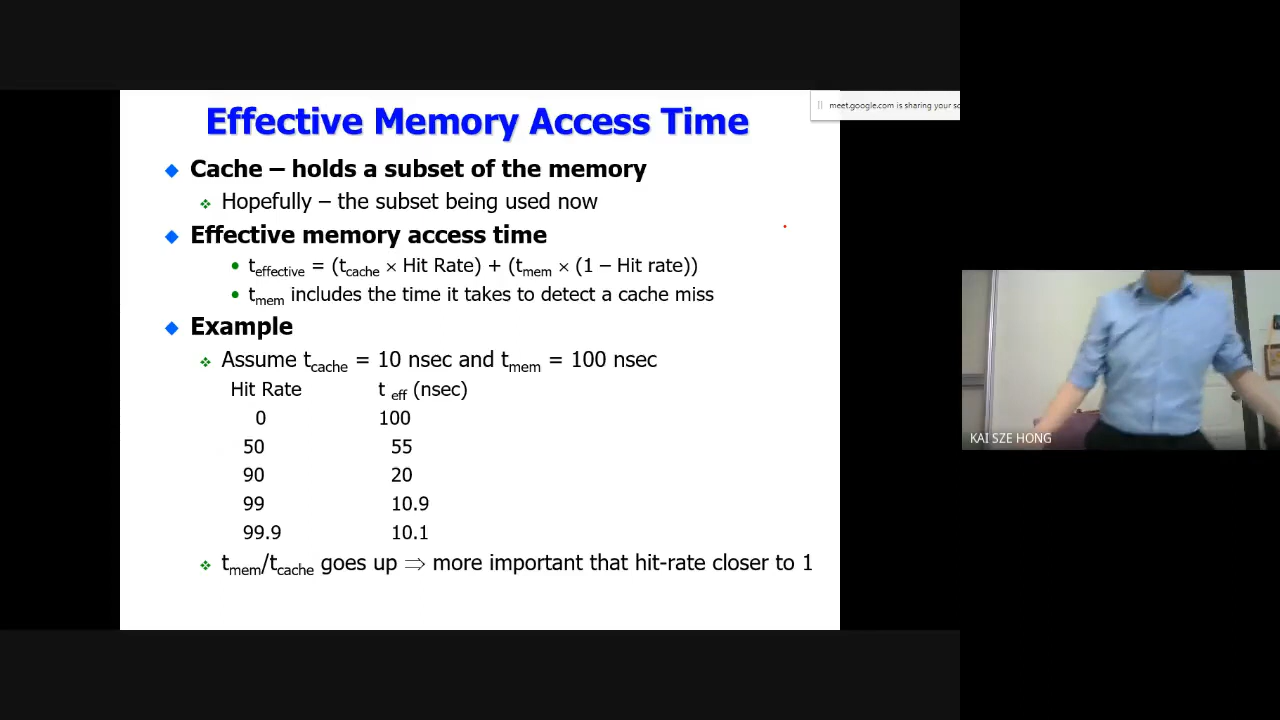 Effective Memory Access Time
meet.google.com is sharing your sc
Cache – holds a subset of the memory
Hopefully – the subset being used now
Effective memory access time
t_effective = (t_cache × Hit Rate) + (t_mem × (1 – Hit rate))
t_mem includes the time it takes to detect a cache miss
Example
Assume t_cache = 10 nsec and t_mem = 100 nsec
Hit Rate t eff (nsec)
0 100
50 55
90 20
99 10.9
99.9 10.1
t_mem/t_cache goes up ⇒ more important that hit-rate closer to 1
KAI SZE HONG